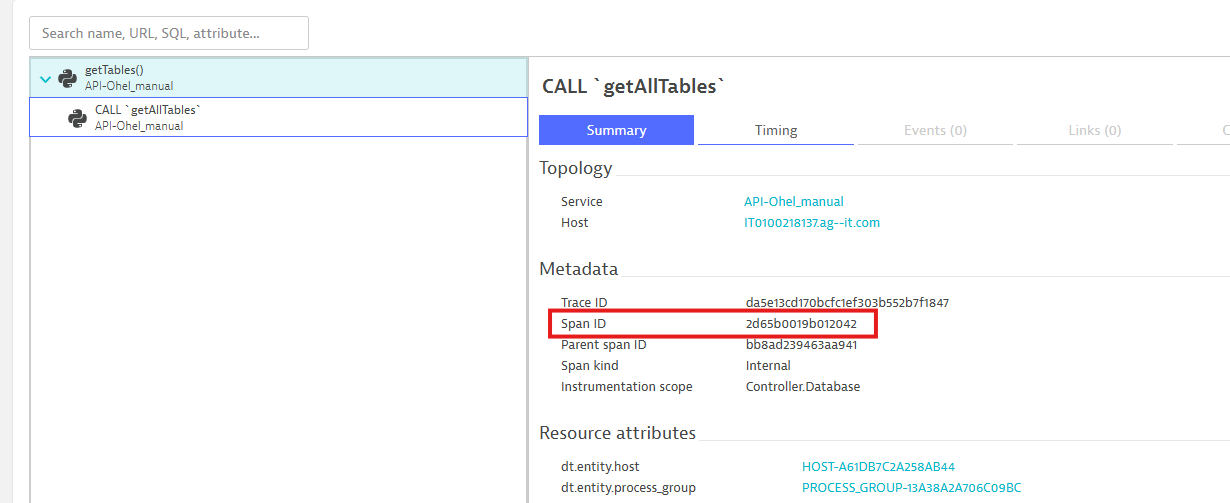 Search name, URL, SQL, attribute...
getTables()
API-Ohel_manual
CALL `getAllTables`
API-Ohel_manual
CALL `getAllTables`
Summary Timing Events (0) Links (0) C
Topology
Service API-Ohel_manual
Host IT0100218137.ag--it.com
Metadata
Trace ID da5e13cd170bcfc1ef303b552b7f1847
Span ID 2d65b0019b012042
Parent span ID bb8ad239463aa941
Span kind Internal
Instrumentation scope Controller.Database
Resource attributes
dt.entity.host HOST-A61DB7C2A258AB44
dt.entity.process_group PROCESS_GROUP-13A38A2A706C09BC